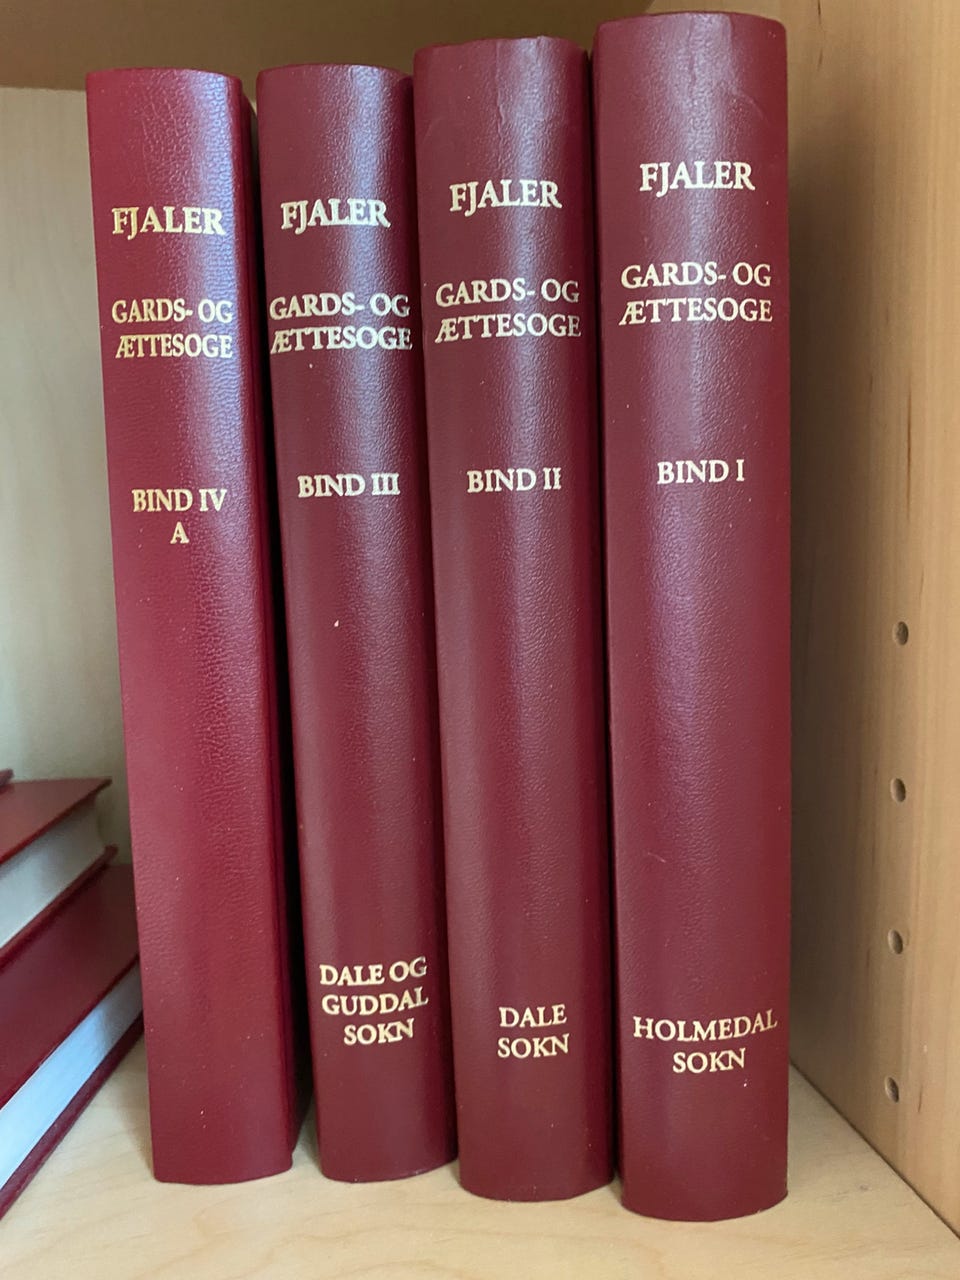 FJALER
GARDS- OG
ÆTTESOGE
BIND IV
A
FJALER
GARDS- OG
ÆTTESOGE
BIND III
DALE OG
GUDDAL
SOKN
FJALER
GARDS- OG
ÆTTESOGE
BIND II
DALE
SOKN
FJALER
GARDS- OG
ÆTTESOGE
BIND I
HOLMEDAL
SOKN